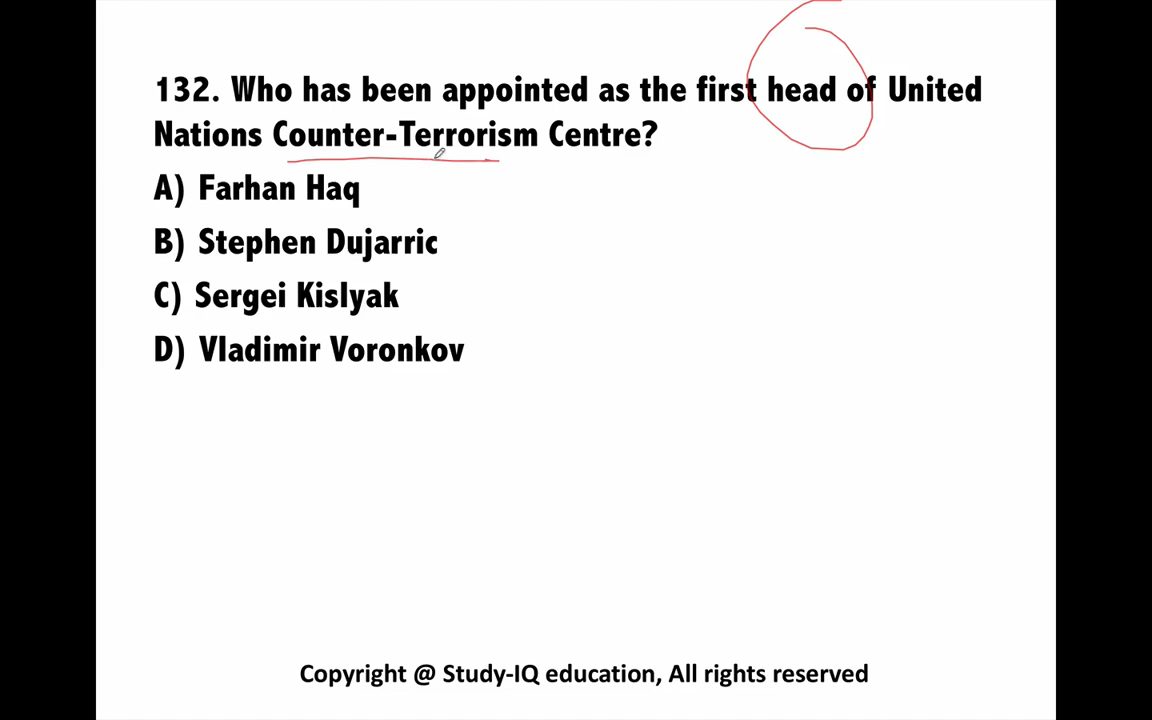 132. Who has been appointed as the first head of United
Nations Counter-Terrorism Centre?
A) Farhan Haq
B) Stephen Dujarric
C) Sergei Kislyak
D) Vladimir Voronkov
Copyright @ Study-IQ education, All rights reserved